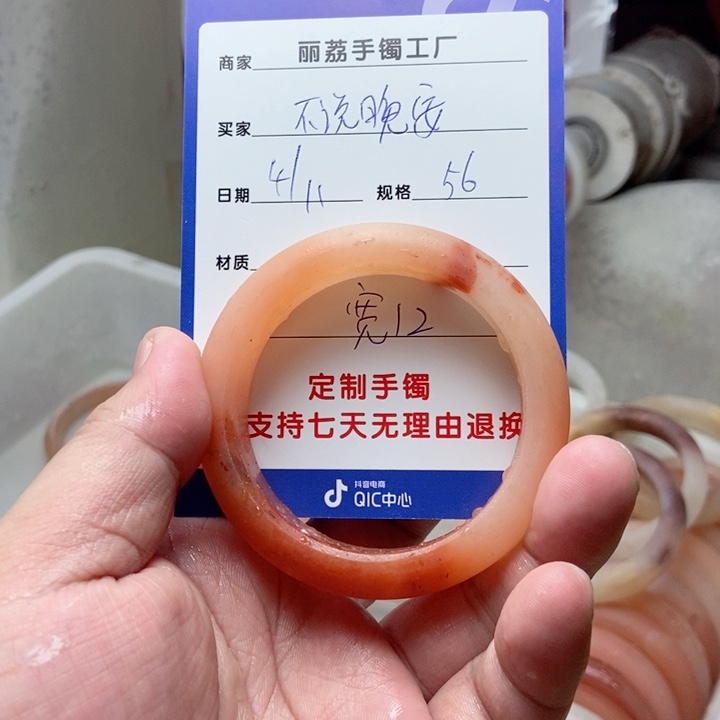 商家 丽荔手镯工厂
买家 不说晚安
日期 4/11 规格 56
材质
宽12
定制手镯
支持七天无理由退换
抖音电商
QIC中心